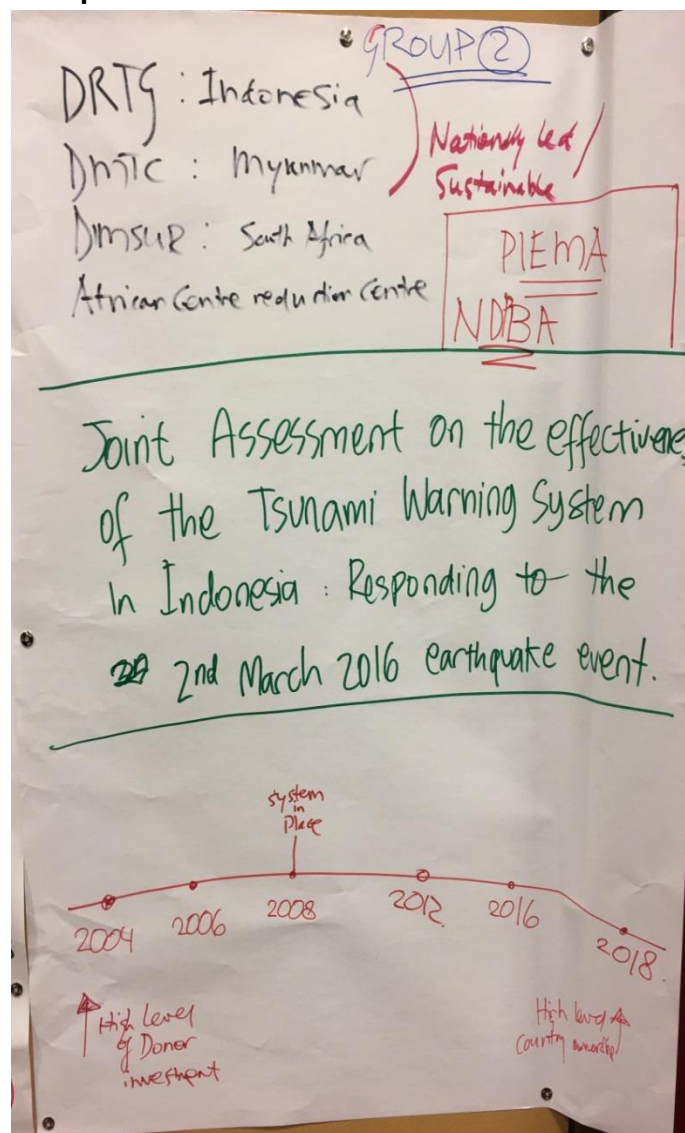 GROUP 2
DRTG : Indonesia
DMTC : Myanmar
Nationally Led /
Sustainable
DIMSUR : South Africa
African Centre reduction Centre
PIEMA
NDBA
Joint Assessment on the effectivene
of the Tsunami Warning System
In Indonesia : Responding to the
2nd March 2016 earthquake event.
System
in
Place
2004
2006
2008
2012
2016
2018
High Level
of Donor
investment
High level
Country ownership